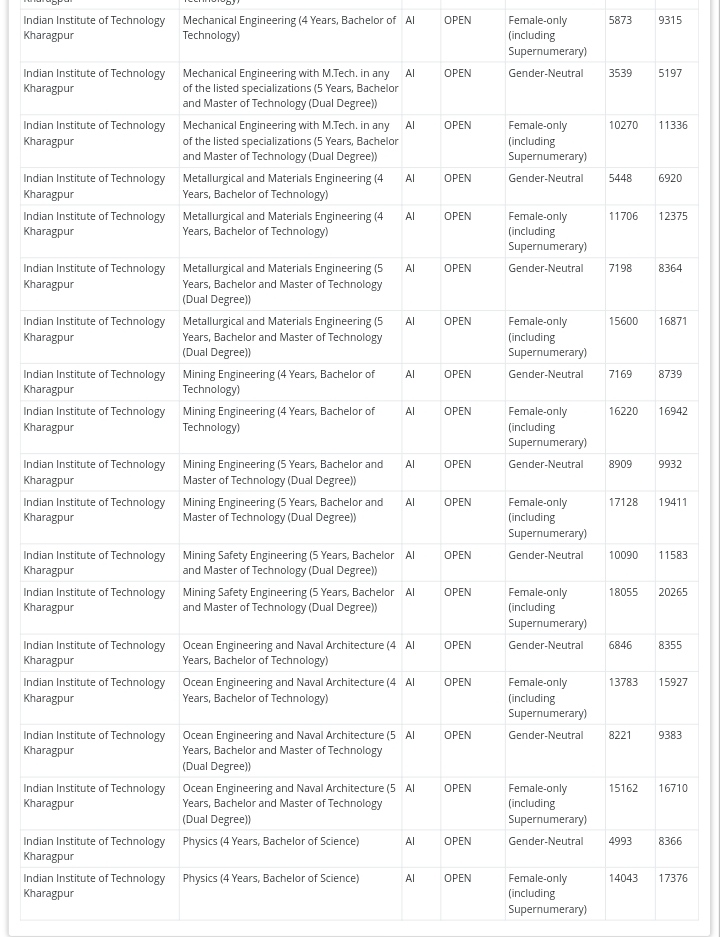 Kharagpur Technology)
Indian Institute of Technology Mechanical Engineering (4 Years, Bachelor of AI OPEN Female-only 5873 9315
Kharagpur Technology) (including
Supernumerary)
Indian Institute of Technology Mechanical Engineering with M.Tech. in any AI OPEN Gender-Neutral 3539 5197
Kharagpur of the listed specializations (5 Years, Bachelor
and Master of Technology (Dual Degree))
Indian Institute of Technology Mechanical Engineering with M.Tech. in any AI OPEN Female-only 10270 11336
Kharagpur of the listed specializations (5 Years, Bachelor (including
and Master of Technology (Dual Degree)) Supernumerary)
Indian Institute of Technology Metallurgical and Materials Engineering (4 AI OPEN Gender-Neutral 5448 6920
Kharagpur Years, Bachelor of Technology)
Indian Institute of Technology Metallurgical and Materials Engineering (4 AI OPEN Female-only 11706 12375
Kharagpur Years, Bachelor of Technology) (including
Supernumerary)
Indian Institute of Technology Metallurgical and Materials Engineering (5 AI OPEN Gender-Neutral 7198 8364
Kharagpur Years, Bachelor and Master of Technology
(Dual Degree))
Indian Institute of Technology Metallurgical and Materials Engineering (5 AI OPEN Female-only 15600 16871
Kharagpur Years, Bachelor and Master of Technology (including
(Dual Degree)) Supernumerary)
Indian Institute of Technology Mining Engineering (4 Years, Bachelor of AI OPEN Gender-Neutral 7169 8739
Kharagpur Technology)
Indian Institute of Technology Mining Engineering (4 Years, Bachelor of AI OPEN Female-only 16220 16942
Kharagpur Technology) (including
Supernumerary)
Indian Institute of Technology Mining Engineering (5 Years, Bachelor and AI OPEN Gender-Neutral 8909 9932
Kharagpur Master of Technology (Dual Degree))
Indian Institute of Technology Mining Engineering (5 Years, Bachelor and AI OPEN Female-only 17128 19411
Kharagpur Master of Technology (Dual Degree)) (including
Supernumerary)
Indian Institute of Technology Mining Safety Engineering (5 Years, Bachelor AI OPEN Gender-Neutral 10090 11583
Kharagpur and Master of Technology (Dual Degree))
Indian Institute of Technology Mining Safety Engineering (5 Years, Bachelor AI OPEN Female-only 18055 20265
Kharagpur and Master of Technology (Dual Degree)) (including
Supernumerary)
Indian Institute of Technology Ocean Engineering and Naval Architecture (4 AI OPEN Gender-Neutral 6846 8355
Kharagpur Years, Bachelor of Technology)
Indian Institute of Technology Ocean Engineering and Naval Architecture (4 AI OPEN Female-only 13783 15927
Kharagpur Years, Bachelor of Technology) (including
Supernumerary)
Indian Institute of Technology Ocean Engineering and Naval Architecture (5 AI OPEN Gender-Neutral 8221 9383
Kharagpur Years, Bachelor and Master of Technology
(Dual Degree))
Indian Institute of Technology Ocean Engineering and Naval Architecture (5 AI OPEN Female-only 15162 16710
Kharagpur Years, Bachelor and Master of Technology (including
(Dual Degree)) Supernumerary)
Indian Institute of Technology Physics (4 Years, Bachelor of Science) AI OPEN Gender-Neutral 4993 8366
Kharagpur
Indian Institute of Technology Physics (4 Years, Bachelor of Science) AI OPEN Female-only 14043 17376
Kharagpur (including
Supernumerary)